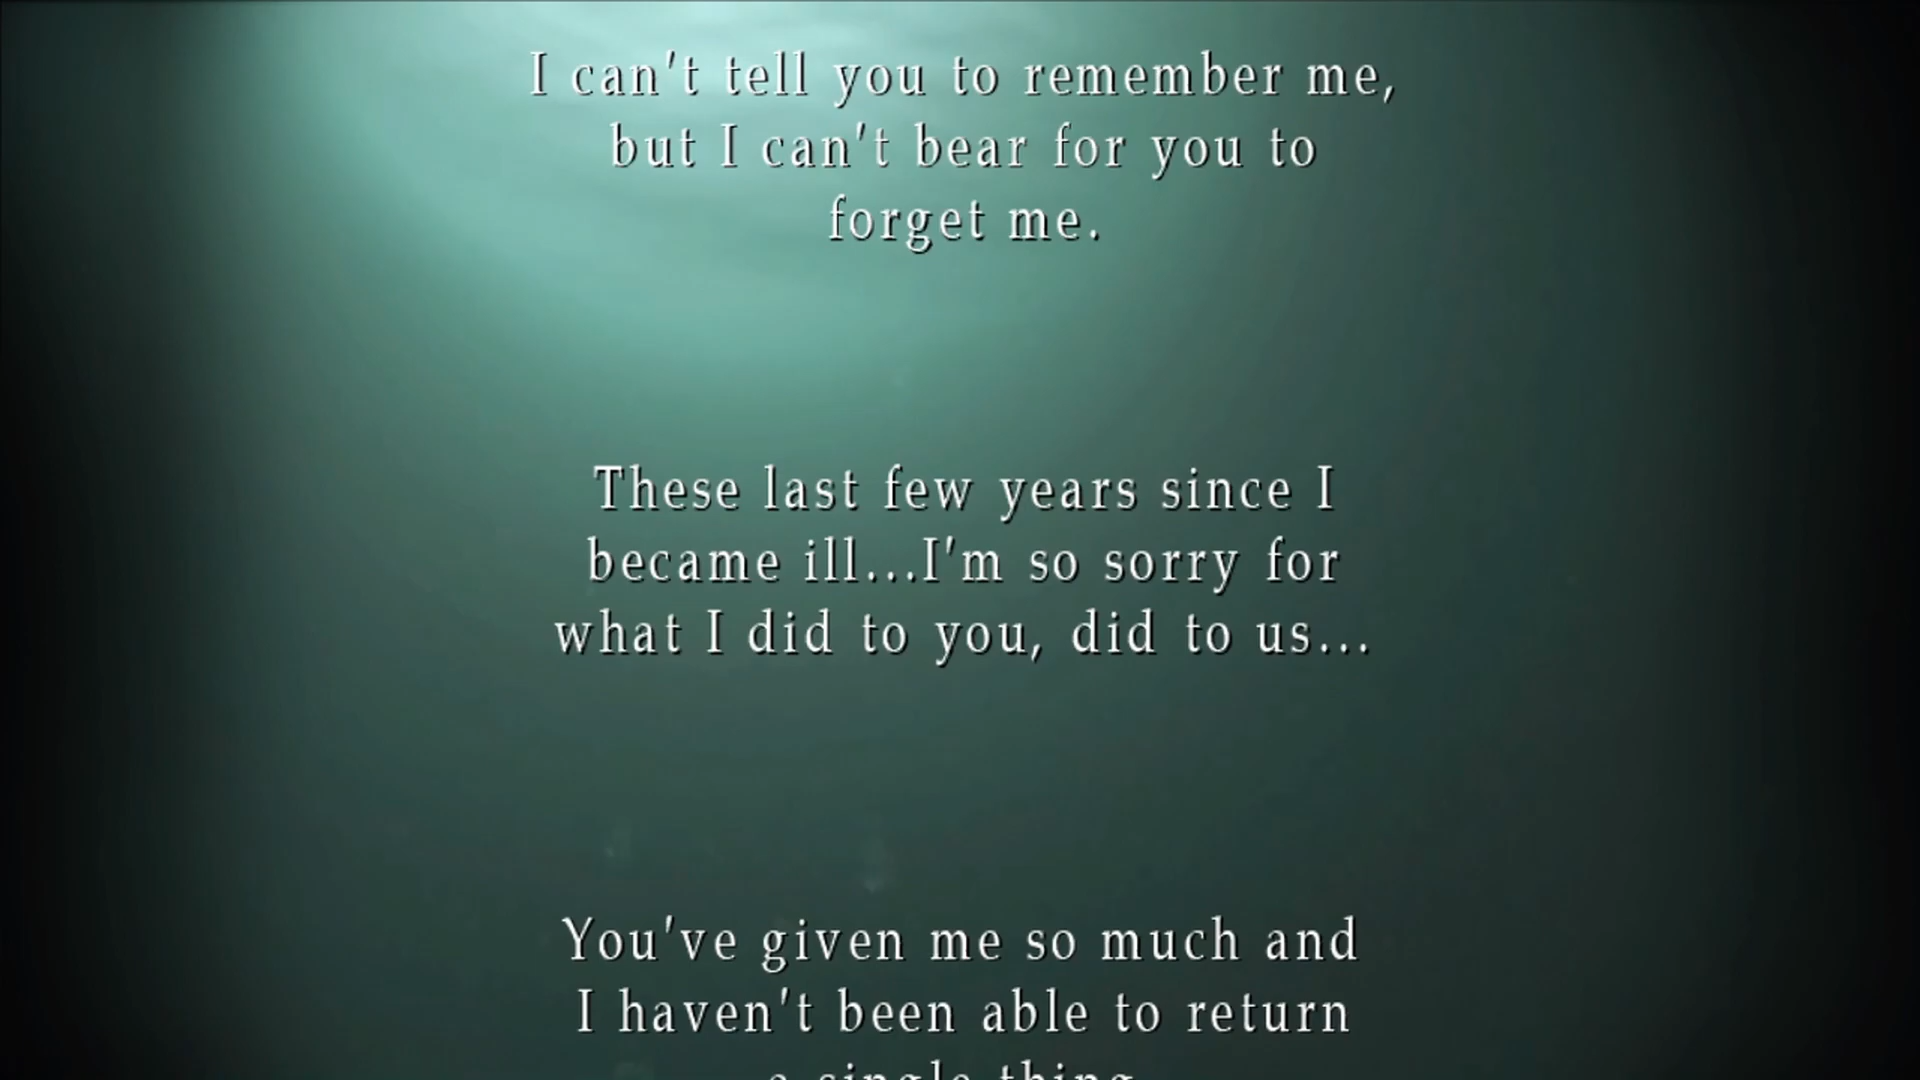 I can't tell you to remember me,
but I can't bear for you to
forget me.
These last few years since I
became ill...I'm so sorry for
what I did to you, did to us...
You've given me so much and
I haven't been able to return
a single thing